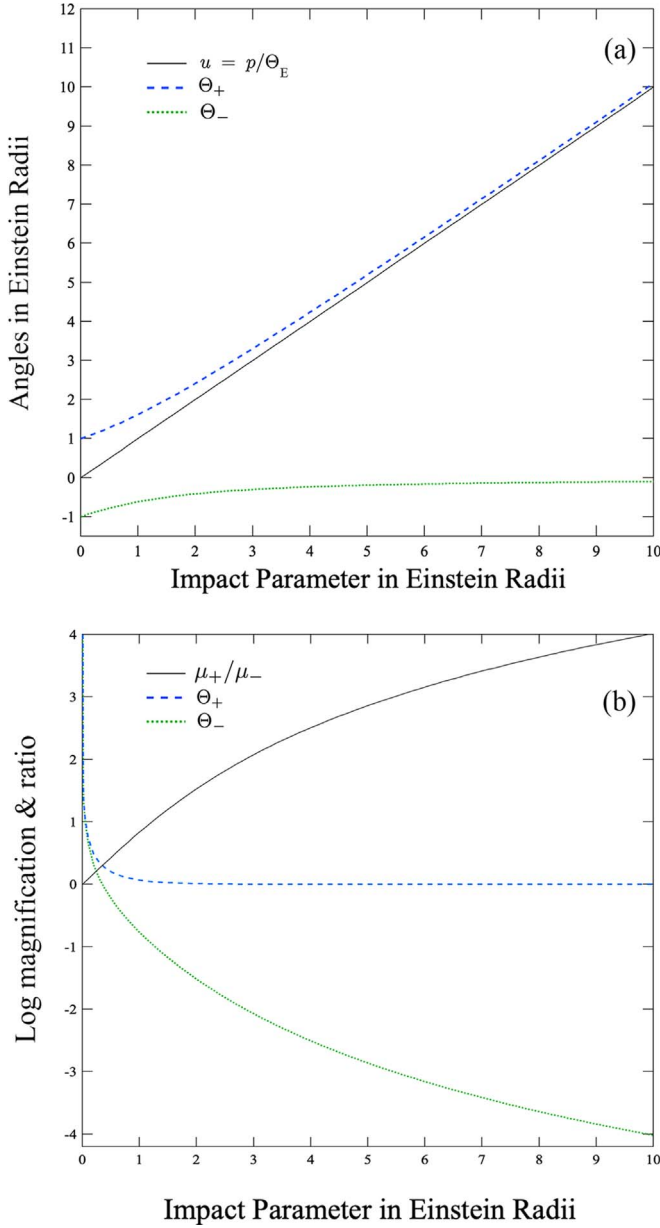 12
11
10
9
8
7
6
5
4
3
2
1
0
-1
(a)
u = p/Θ_E
Θ_+
Θ_−
Angles in Einstein Radii
0 1 2 3 4 5 6 7 8 9 10
Impact Parameter in Einstein Radii
4
3
2
1
0
-1
-2
-3
-4
(b)
μ_+/μ_−
Θ_+
Θ_−
Log magnification & ratio
0 1 2 3 4 5 6 7 8 9 10
Impact Parameter in Einstein Radii